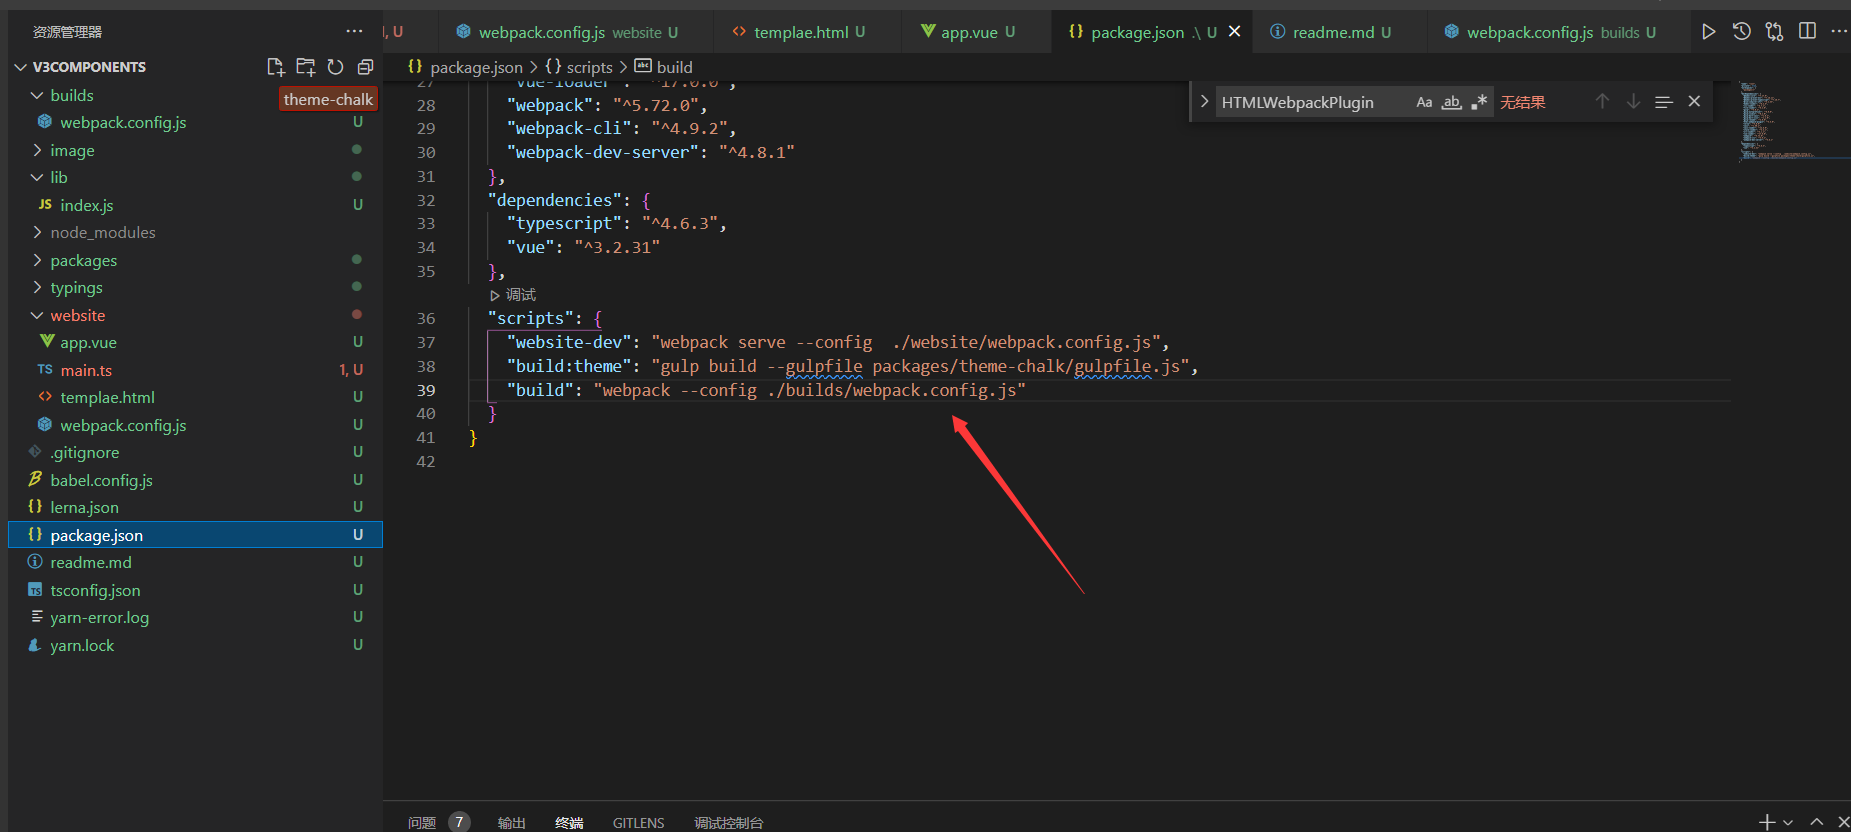 资源管理器
V3COMPONENTS
theme-chalk
builds
webpack.config.js U
image
lib
JS index.js U
node_modules
packages
typings
website
app.vue U
TS main.ts 1, U
templae.html U
webpack.config.js U
.gitignore U
babel.config.js U
lerna.json U
package.json U
readme.md U
tsconfig.json U
yarn-error.log U
yarn.lock U
U
webpack.config.js website U
templae.html U
app.vue U
package.json .\ U
readme.md U
webpack.config.js builds U
{} package.json > {} scripts > abc build
HTMLWebpackPlugin Aa ab .* 无结果
27 "vue-loader": "^17.0.0",
28 "webpack": "^5.72.0",
29 "webpack-cli": "^4.9.2",
30 "webpack-dev-server": "^4.8.1"
31 },
32 "dependencies": {
33 "typescript": "^4.6.3",
34 "vue": "^3.2.31"
35 },
调试
36 "scripts": {
37 "website-dev": "webpack serve --config  ./website/webpack.config.js",
38 "build:theme": "gulp build --gulpfile packages/theme-chalk/gulpfile.js",
39 "build": "webpack --config ./builds/webpack.config.js"
40 }
41 }
42
问题 7 输出 终端 GITLENS 调试控制台